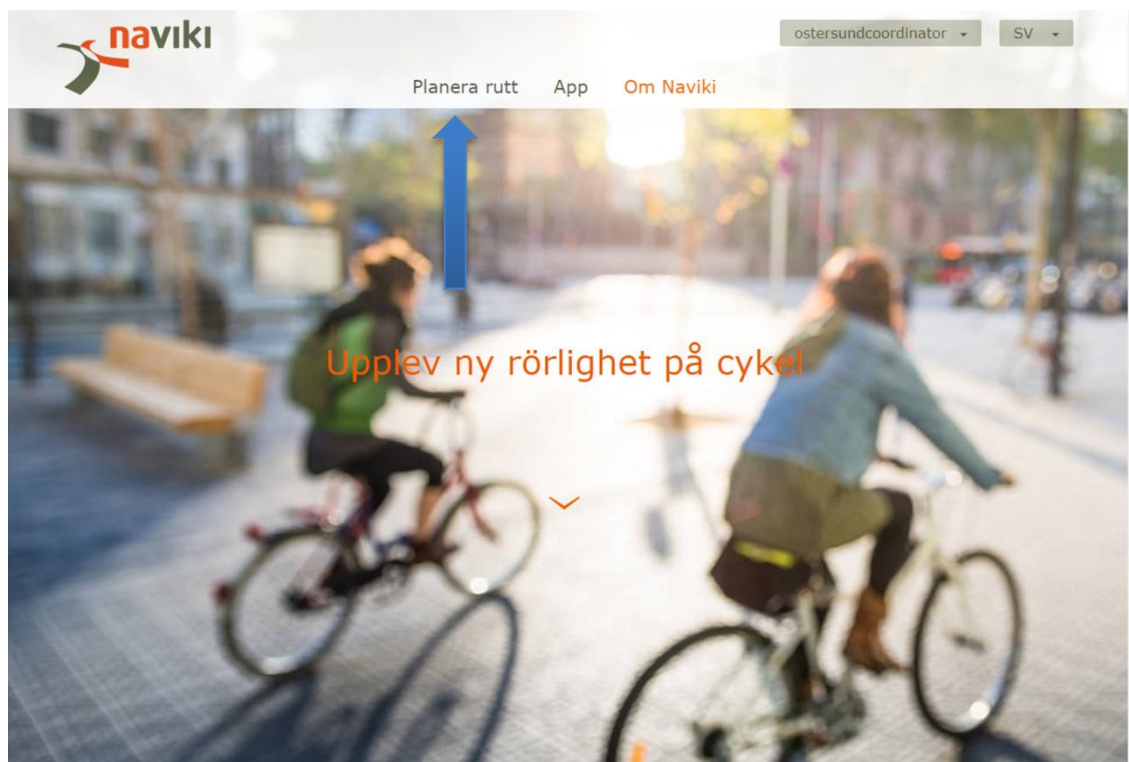 naviki
ostersundcoordinator
SV
Planera rutt
App
Om Naviki
Upplev ny rörlighet på cykel